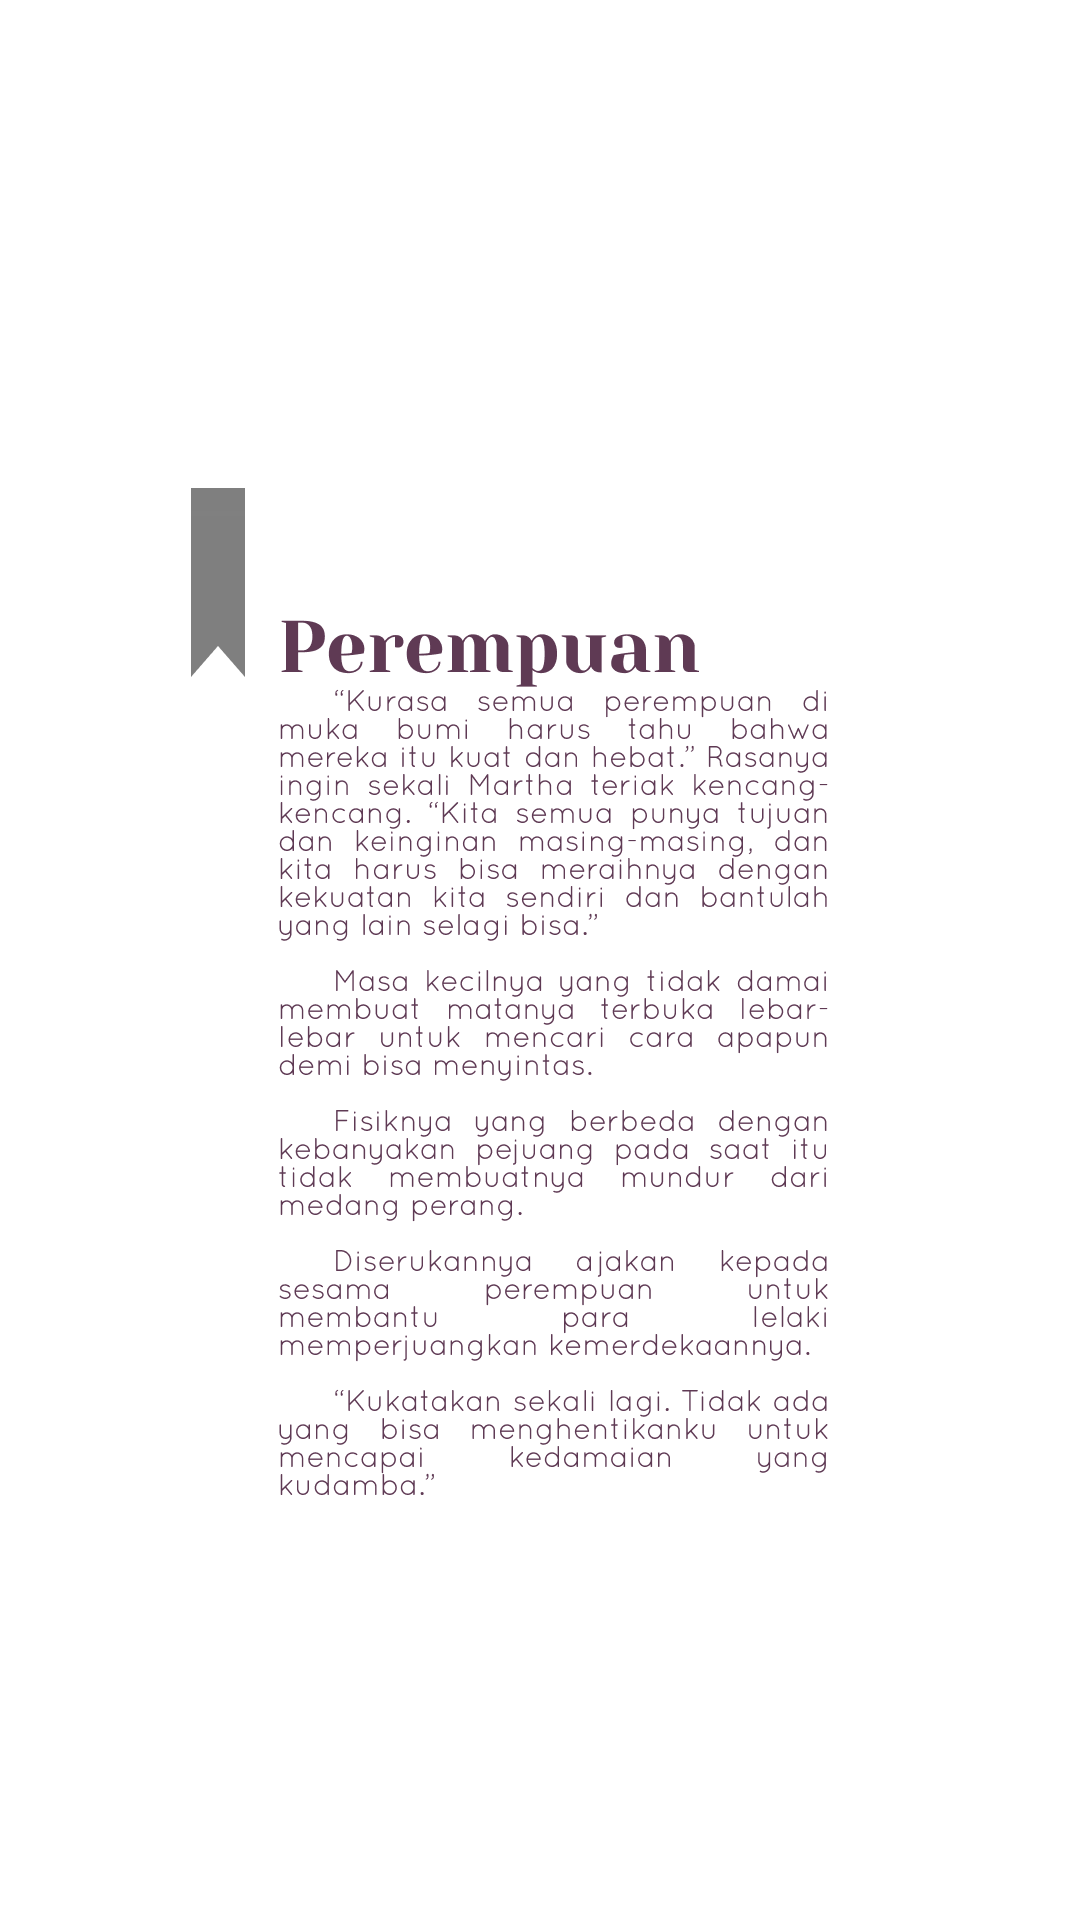 Perempuan
“Kurasa semua perempuan di
muka bumi harus tahu bahwa
mereka itu kuat dan hebat.” Rasanya
ingin sekali Martha teriak kencang-
kencang. “Kita semua punya tujuan
dan keinginan masing-masing, dan
kita harus bisa meraihnya dengan
kekuatan kita sendiri dan bantulah
yang lain selagi bisa.”
Masa kecilnya yang tidak damai
membuat matanya terbuka lebar-
lebar untuk mencari cara apapun
demi bisa menyintas.
Fisiknya yang berbeda dengan
kebanyakan pejuang pada saat itu
tidak membuatnya mundur dari
medang perang.
Diserukannya ajakan kepada
sesama perempuan untuk
membantu para lelaki
memperjuangkan kemerdekaannya.
“Kukatakan sekali lagi. Tidak ada
yang bisa menghentikanku untuk
mencapai kedamaian yang
kudamba.”